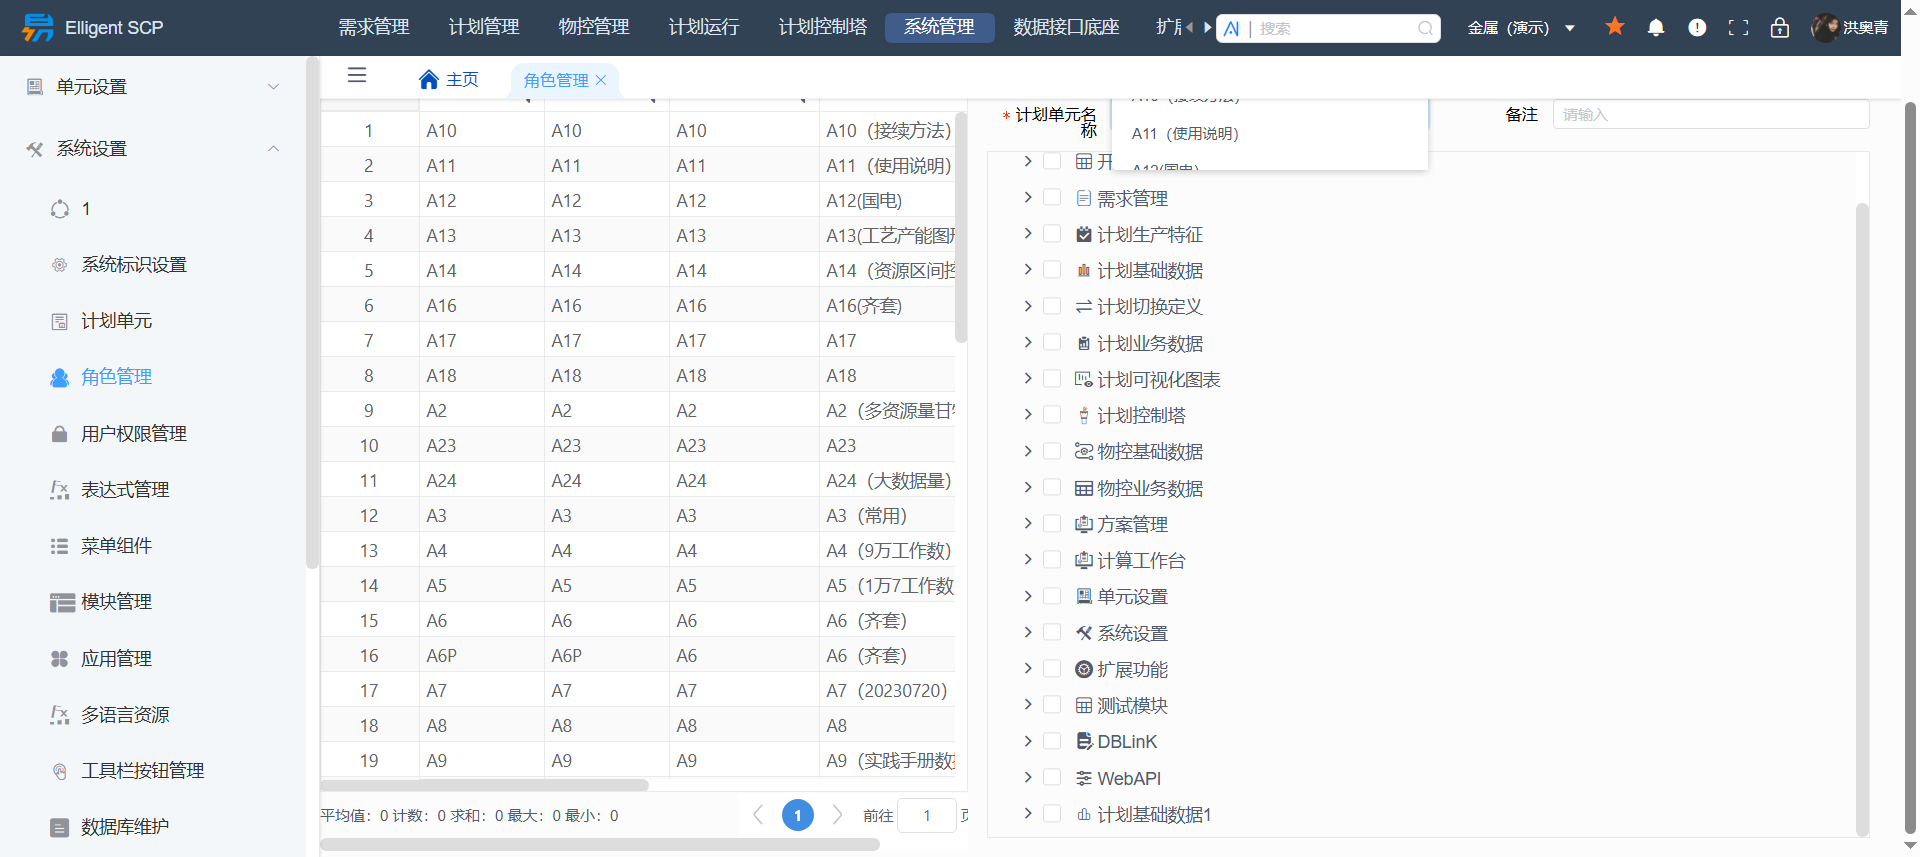 Elligent SCP
需求管理
计划管理
物控管理
计划运行
计划控制塔
系统管理
数据接口底座
AI | 搜索
金属（演示）
洪奥青
单元设置
系统设置
1
系统标识设置
计划单元
角色管理
用户权限管理
表达式管理
菜单组件
模块管理
应用管理
多语言资源
工具栏按钮管理
数据库维护
主页
角色管理
1 A10 A10 A10 A10（接续方法）
2 A11 A11 A11 A11（使用说明）
3 A12 A12 A12 A12(国电)
4 A13 A13 A13 A13(工艺产能图形
5 A14 A14 A14 A14（资源区间控
6 A16 A16 A16 A16(齐套)
7 A17 A17 A17 A17
8 A18 A18 A18 A18
9 A2 A2 A2 A2（多资源量甘特
10 A23 A23 A23 A23
11 A24 A24 A24 A24（大数据量）
12 A3 A3 A3 A3（常用）
13 A4 A4 A4 A4（9万工作数）
14 A5 A5 A5 A5（1万7工作数
15 A6 A6 A6 A6（齐套）
16 A6P A6P A6 A6（齐套）
17 A7 A7 A7 A7（20230720）
18 A8 A8 A8 A8
19 A9 A9 A9 A9（实践手册数据
平均值：0 计数：0 求和：0 最大：0 最小：0
1
前往 1 页
* 计划单元名称
A10（接续方法）
A11（使用说明）
A12(国电)
备注
请输入
开
需求管理
计划生产特征
计划基础数据
计划切换定义
计划业务数据
计划可视化图表
计划控制塔
物控基础数据
物控业务数据
方案管理
计算工作台
单元设置
系统设置
扩展功能
测试模块
DBLinK
WebAPI
计划基础数据1